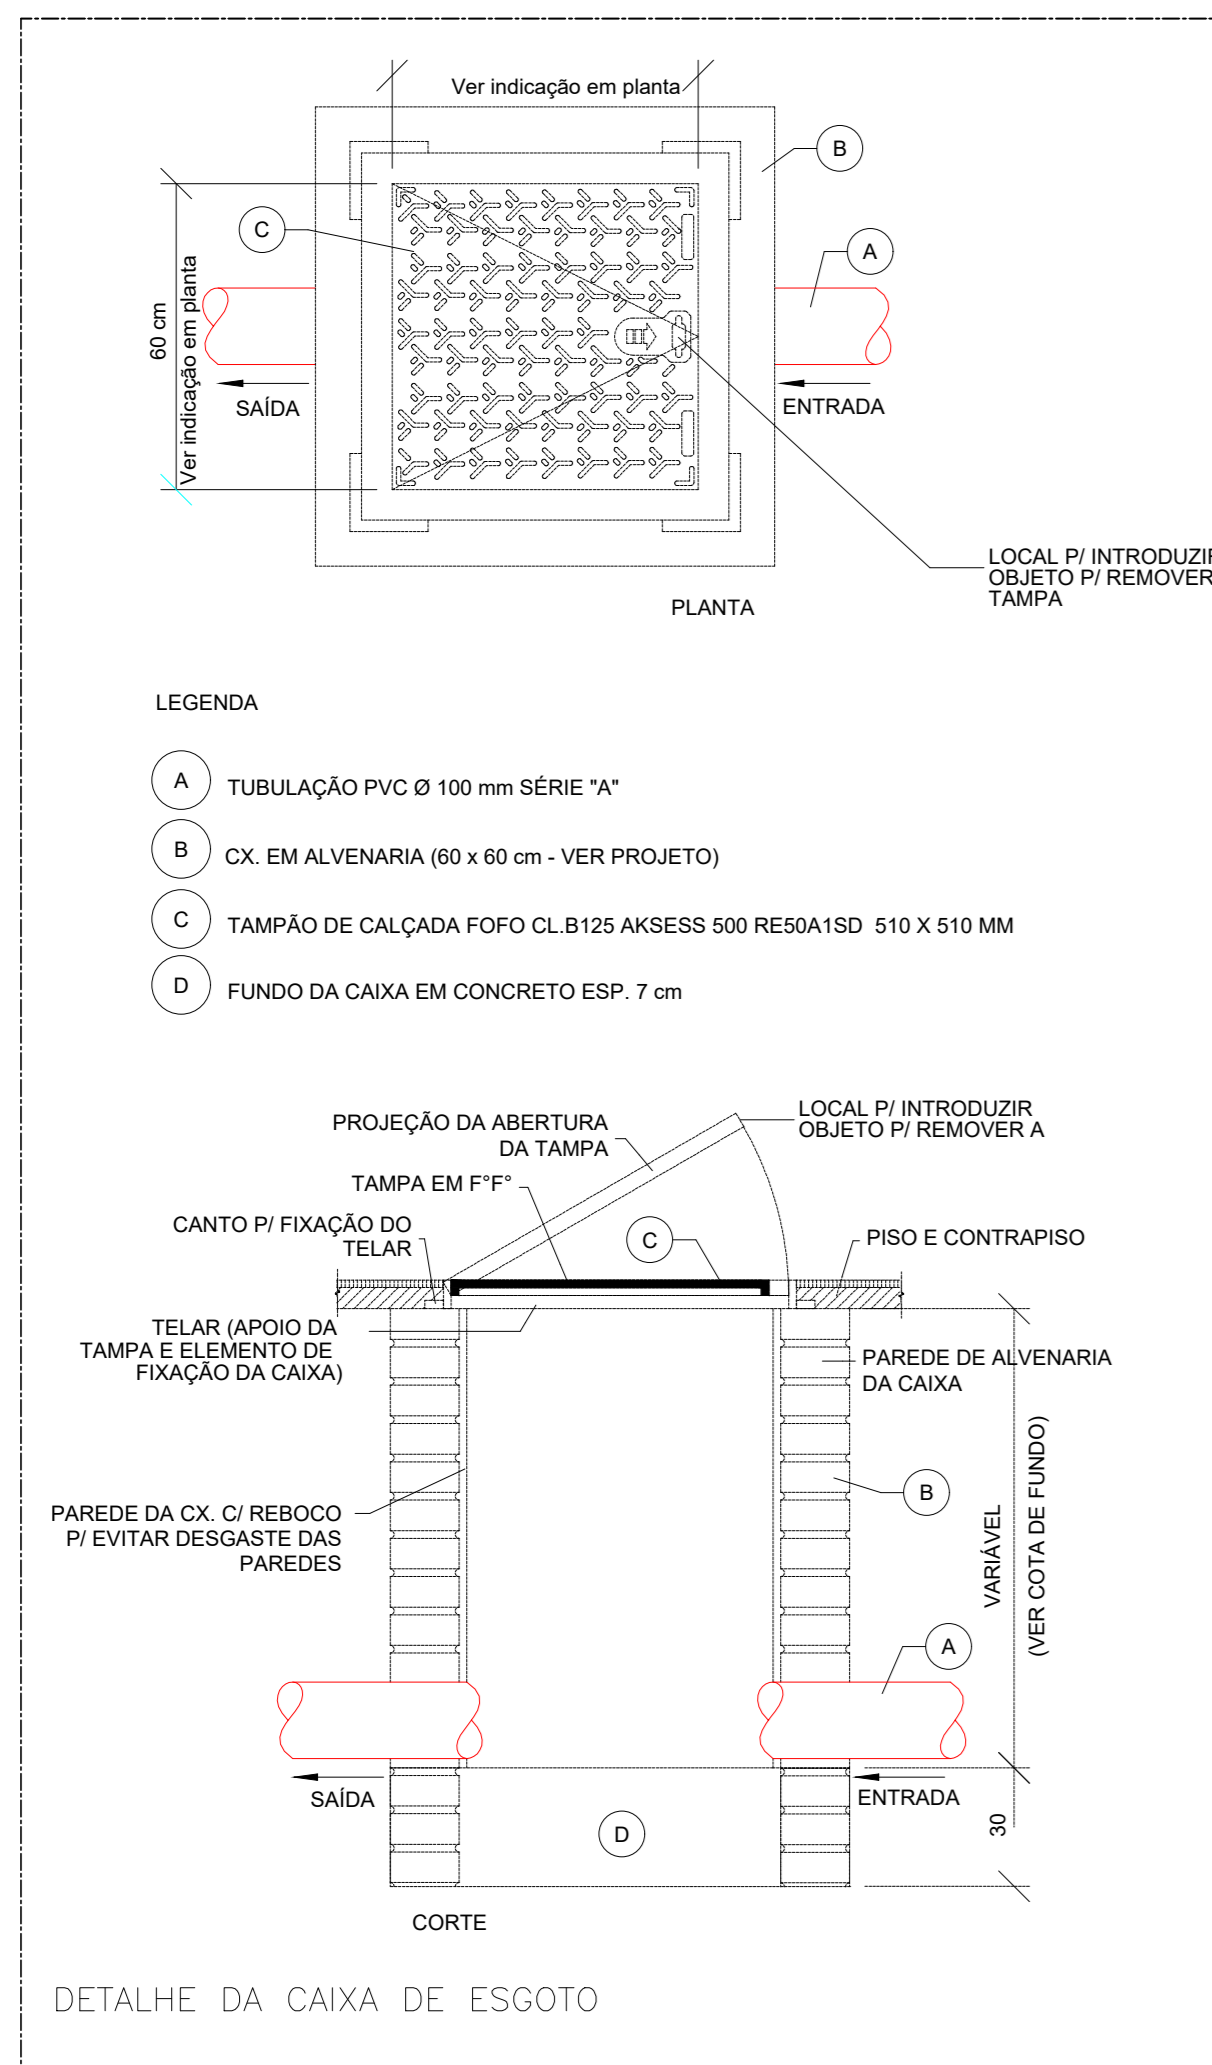 Ver indicação em planta
B
C
A
60 cm
Ver indicação em planta
SAÍDA
ENTRADA
LOCAL P/ INTRODUZIR
OBJETO P/ REMOVER
TAMPA
PLANTA
LEGENDA
A TUBULAÇÃO PVC Ø 100 mm SÉRIE "A"
B CX. EM ALVENARIA (60 x 60 cm - VER PROJETO)
C TAMPÃO DE CALÇADA FOFO CL.B125 AKSESS 500 RE50A1SD 510 X 510 MM
D FUNDO DA CAIXA EM CONCRETO ESP. 7 cm
PROJEÇÃO DA ABERTURA
DA TAMPA
LOCAL P/ INTRODUZIR
OBJETO P/ REMOVER A
TAMPA EM F°F°
CANTO P/ FIXAÇÃO DO
TELAR
C
PISO E CONTRAPISO
TELAR (APOIO DA
TAMPA E ELEMENTO DE
FIXAÇÃO DA CAIXA)
PAREDE DE ALVENARIA
DA CAIXA
B
PAREDE DA CX. C/ REBOCO
P/ EVITAR DESGASTE DAS
PAREDES
VARIÁVEL
(VER COTA DE FUNDO)
A
SAÍDA
ENTRADA
30
D
CORTE
DETALHE DA CAIXA DE ESGOTO